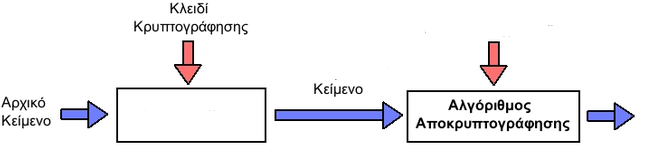 Κλειδί
Κρυπτογράφησης
Αρχικό
Κείμενο
Κείμενο
Αλγόριθμος
Αποκρυπτογράφησης